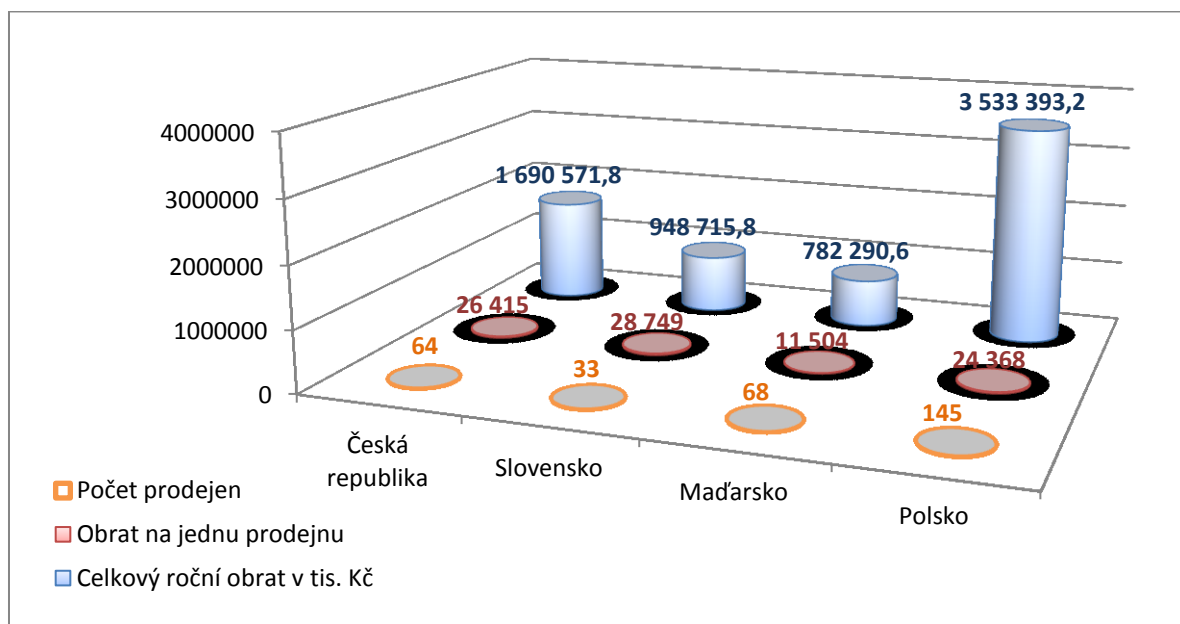 3 533 393,2
4000000
1 690 571,8
3000000
948 715,8
782 290,6
2000000
26 415
1000000
28 749
11 504
24 368
64
33
68
145
0
Česká
republika
Slovensko
Maďarsko
Polsko
Počet prodejen
Obrat na jednu prodejnu
Celkový roční obrat v tis. Kč